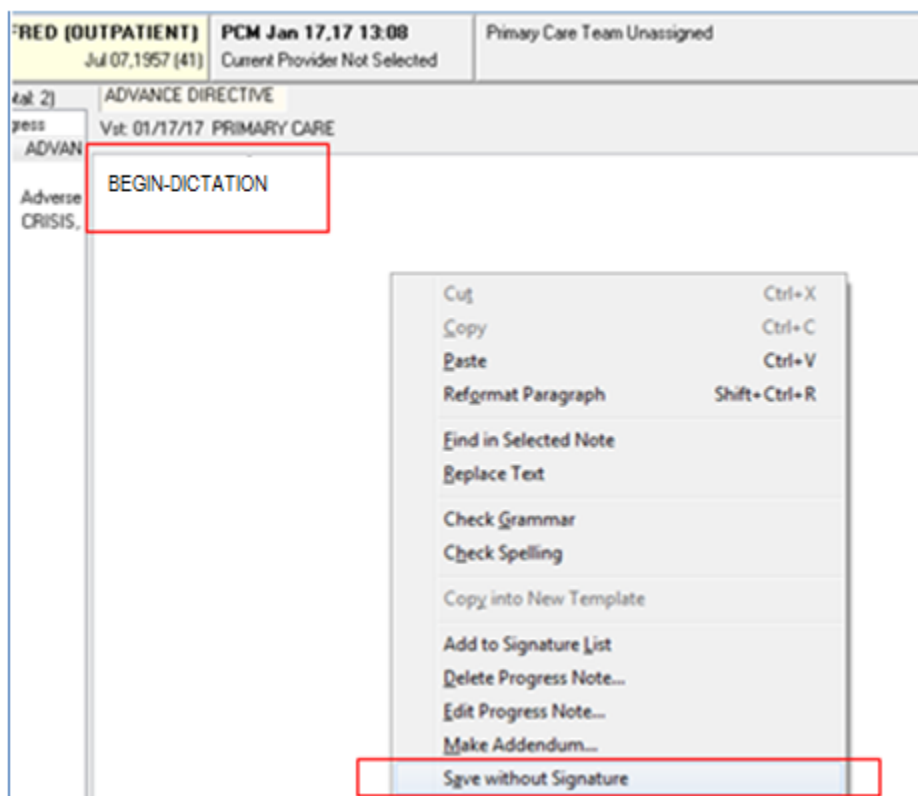 FRED (OUTPATIENT) PCM Jan 17,17 13:08 Primary Care Team Unassigned
Jul 07,1957 (41) Current Provider Not Selected
tal: 2) ADVANCE DIRECTIVE
gress Vst: 01/17/17 PRIMARY CARE
ADVAN
BEGIN-DICTATION
Adverse
CRISIS,
Cut Ctrl+X
Copy Ctrl+C
Paste Ctrl+V
Reformat Paragraph Shift+Ctrl+R
Find in Selected Note
Replace Text
Check Grammar
Check Spelling
Copy into New Template
Add to Signature List
Delete Progress Note...
Edit Progress Note...
Make Addendum...
Save without Signature